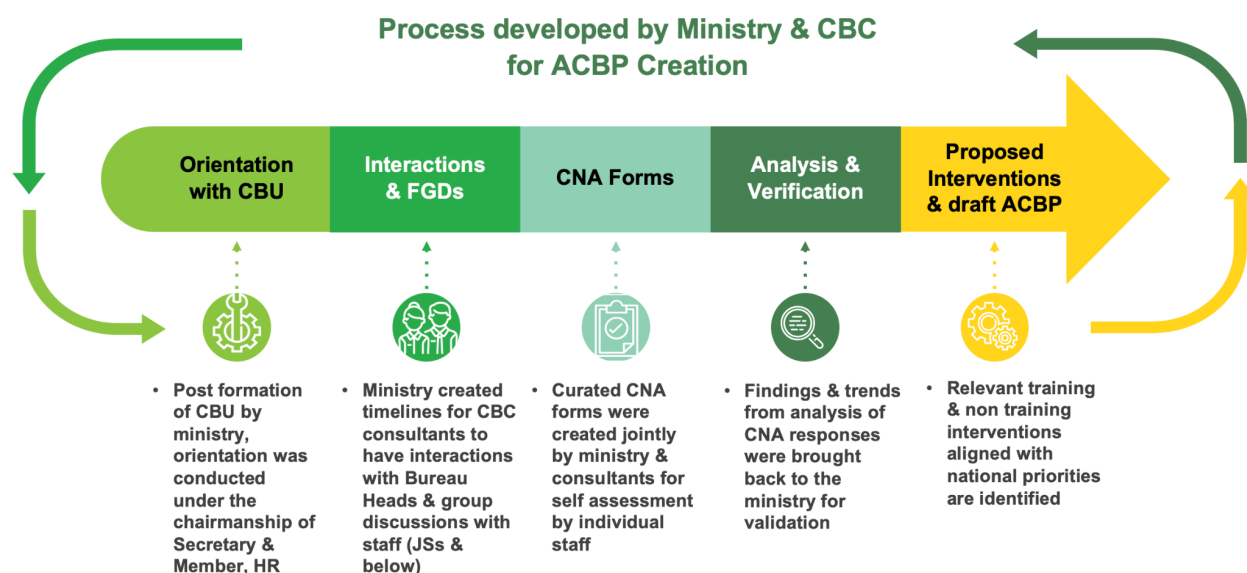 Process developed by Ministry & CBC
for ACBP Creation
Orientation
with CBU
Interactions
& FGDs
CNA Forms
Analysis &
Verification
Proposed
Interventions
& draft ACBP
• Post formation
of CBU by
ministry,
orientation was
conducted
under the
chairmanship of
Secretary &
Member, HR
• Ministry created
timelines for CBC
consultants to
have interactions
with Bureau
Heads & group
discussions with
staff (JSs &
below)
• Curated CNA
forms were
created jointly
by ministry &
consultants for
self assessment
by individual
staff
• Findings & trends
from analysis of
CNA responses
were brought
back to the
ministry for
validation
• Relevant training
& non training
interventions
aligned with
national priorities
are identified